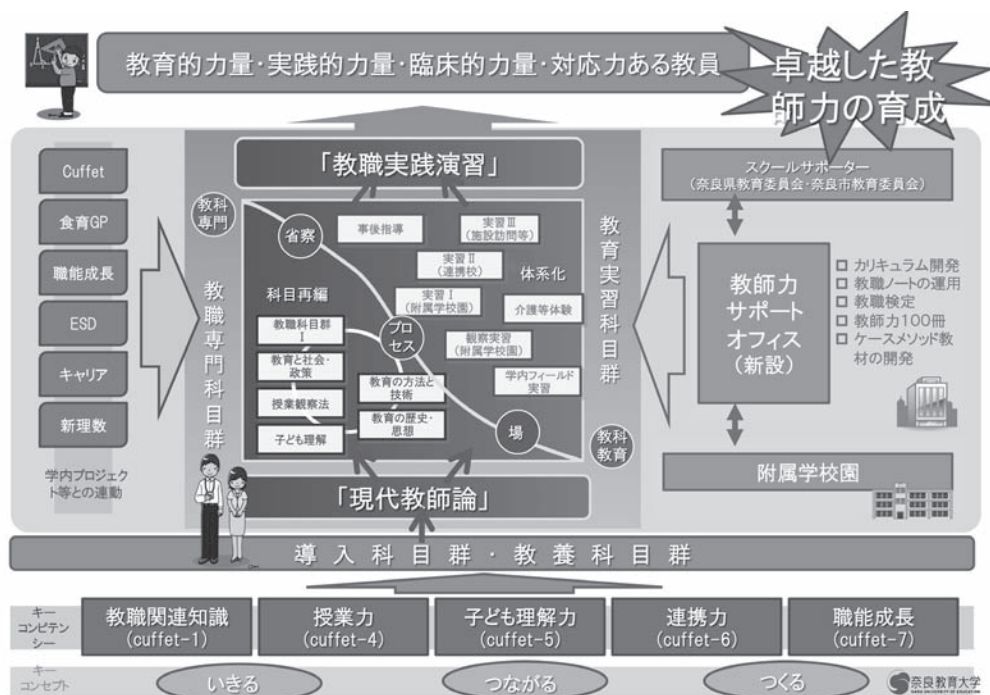 教育的力量・実践的力量・臨床的力量・対応力ある教員
卓越した教
師力の育成
Cuffet
食育GP
職能成長
ESD
キャリア
新理数
学内プロジェク
ト等との連動
教職専門科目群
「教職実践演習」
教科
専門
省察
事後指導
実習Ⅲ
(施設訪問等)
実習Ⅱ
(連携校)
体系化
科目再編
実習Ⅰ
(附属学校園)
介護等体験
教職科目群
Ⅰ
プロ
セス
観察実習
(附属学校園)
教育と社会・
政策
教育の方法と
技術
学内フィールド
実習
授業観察法
教育の歴史・
思想
子ども理解
場
教科
教育
「現代教師論」
教育実習科目群
スクールサポーター
(奈良県教育委員会・奈良市教育委員会)
教師力
サポート
オフィス
(新設)
カリキュラム開発
教職ノートの運用
教職検定
教師力100冊
ケースメソッド教
材の開発
附属学校園
導入科目群・教養科目群
キー
コンピテン
シー
教職関連知識
(cuffet-1)
授業力
(cuffet-4)
子ども理解力
(cuffet-5)
連携力
(cuffet-6)
職能成長
(cuffet-7)
キー
コンセプト
いきる
つながる
つくる
奈良教育大学